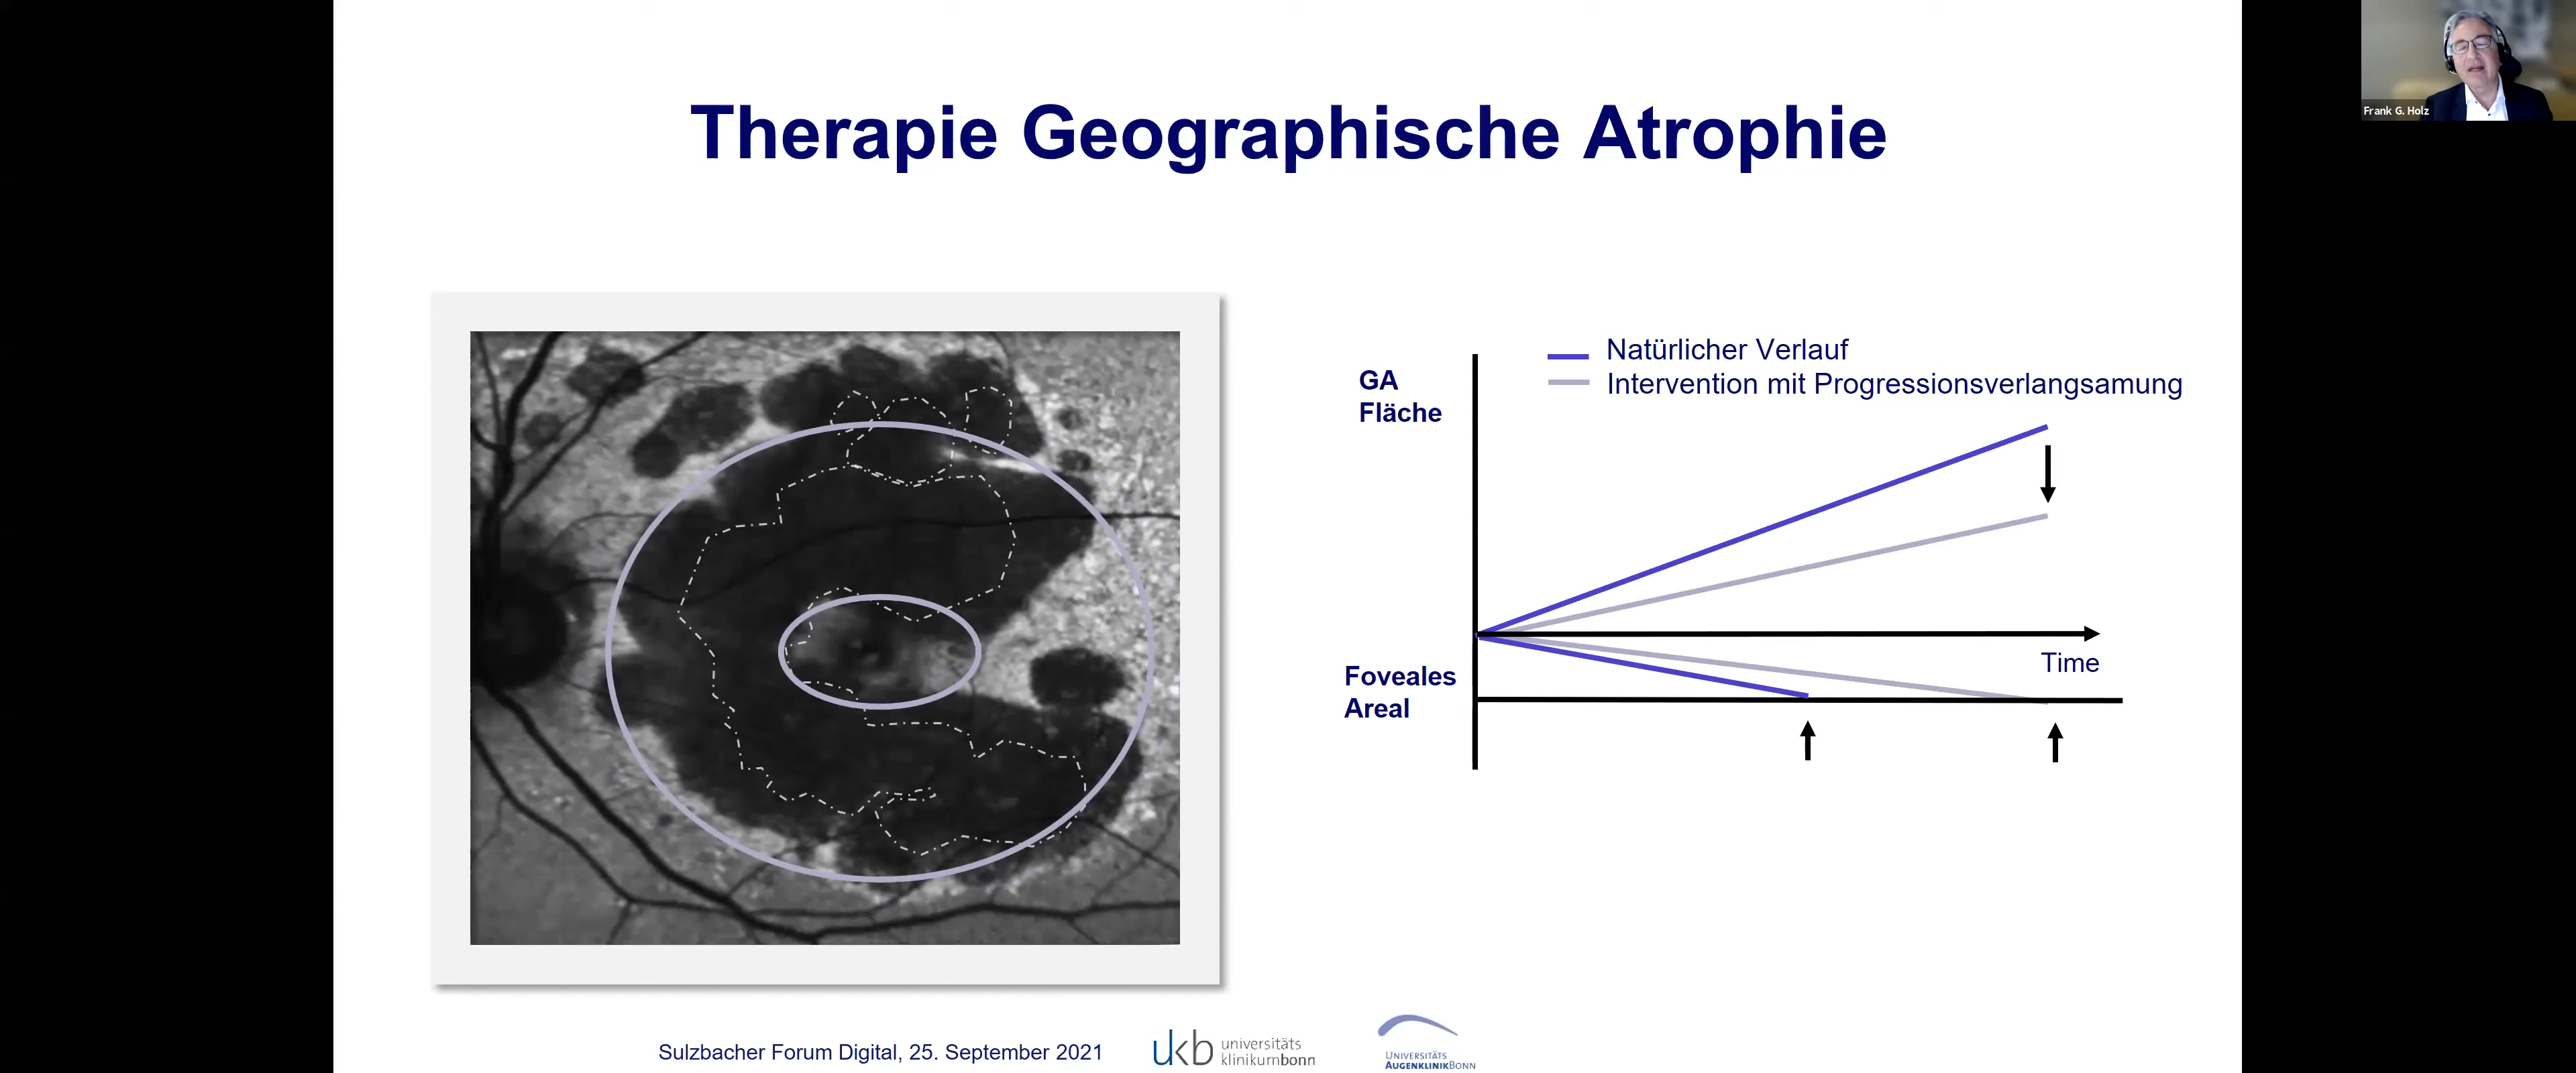 Frank G. Holz
Therapie Geographische Atrophie
Natürlicher Verlauf
Intervention mit Progressionsverlangsamung
GA
Fläche
Time
Foveales
Areal
Sulzbacher Forum Digital, 25. September 2021
ukb universitäts
klinikumbonn
UNIVERSITÄTS
AUGENKLINIKBONN